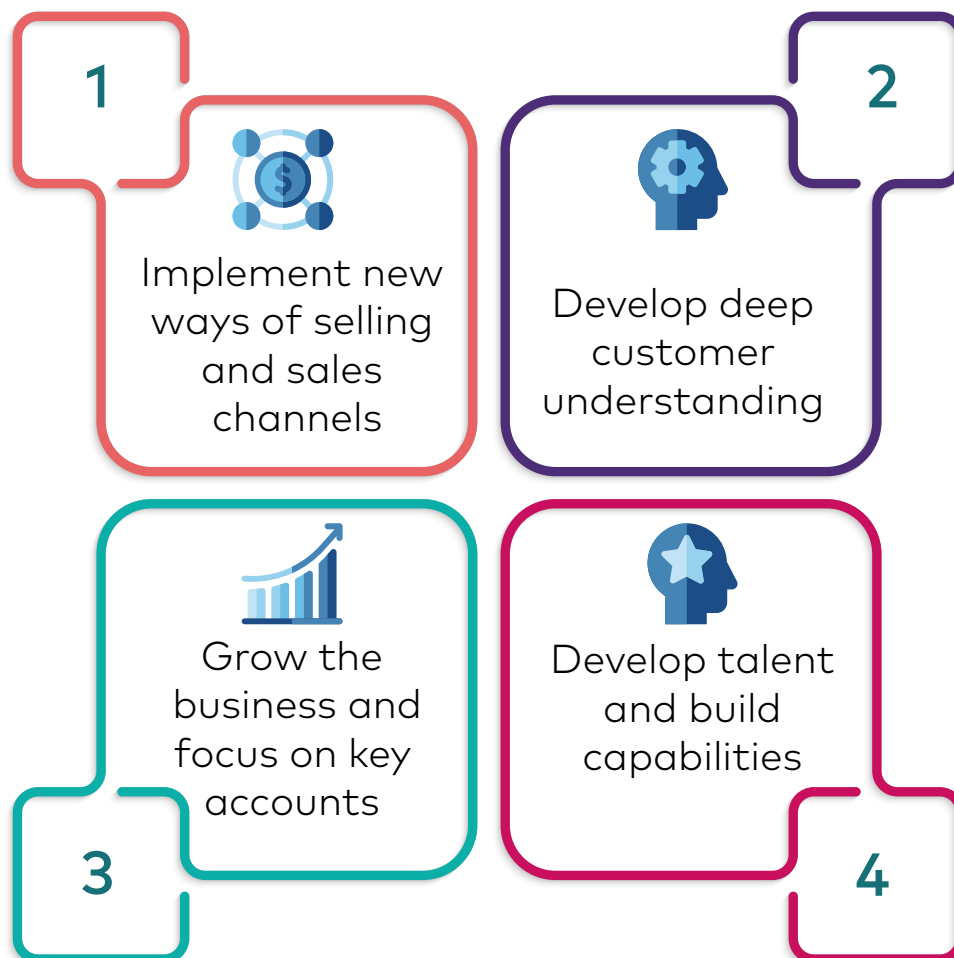 1
Implement new
ways of selling
and sales
channels
2
Develop deep
customer
understanding
3
Grow the
business and
focus on key
accounts
4
Develop talent
and build
capabilities